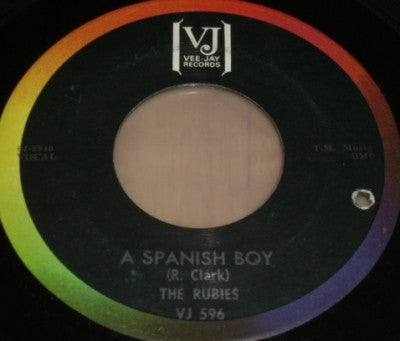 VJ
VEE-JAY
RECORDS
VOCAL
T.M. Music
BMI
A SPANISH BOY
(R. Clark)
THE RUBIES
VJ 596